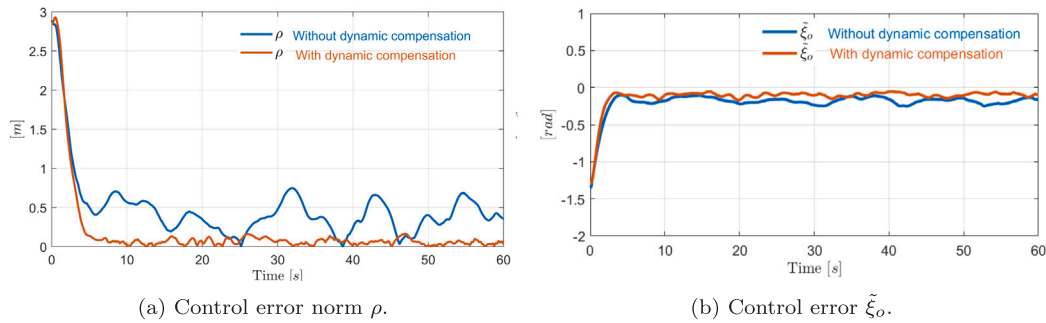 3
2.5
2
1.5
1
0.5
0
[m]
ρ Without dynamic compensation
ρ With dynamic compensation
0 10 20 30 40 50 60
Time [s]
(a) Control error norm ρ.
1
0.5
0
-0.5
-1
-1.5
-2
[rad]
ξ̃ₒ Without dynamic compensation
ξ̃ₒ With dynamic compensation
0 10 20 30 40 50 60
Time [s]
(b) Control error ξ̃ₒ.